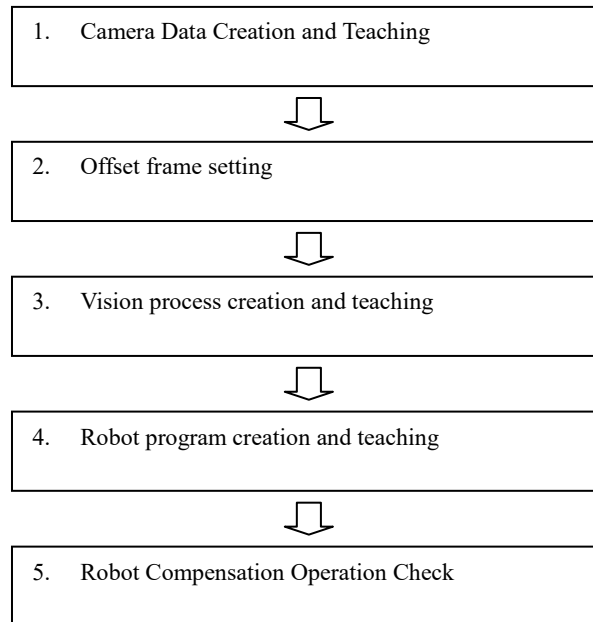 1. Camera Data Creation and Teaching
2. Offset frame setting
3. Vision process creation and teaching
4. Robot program creation and teaching
5. Robot Compensation Operation Check